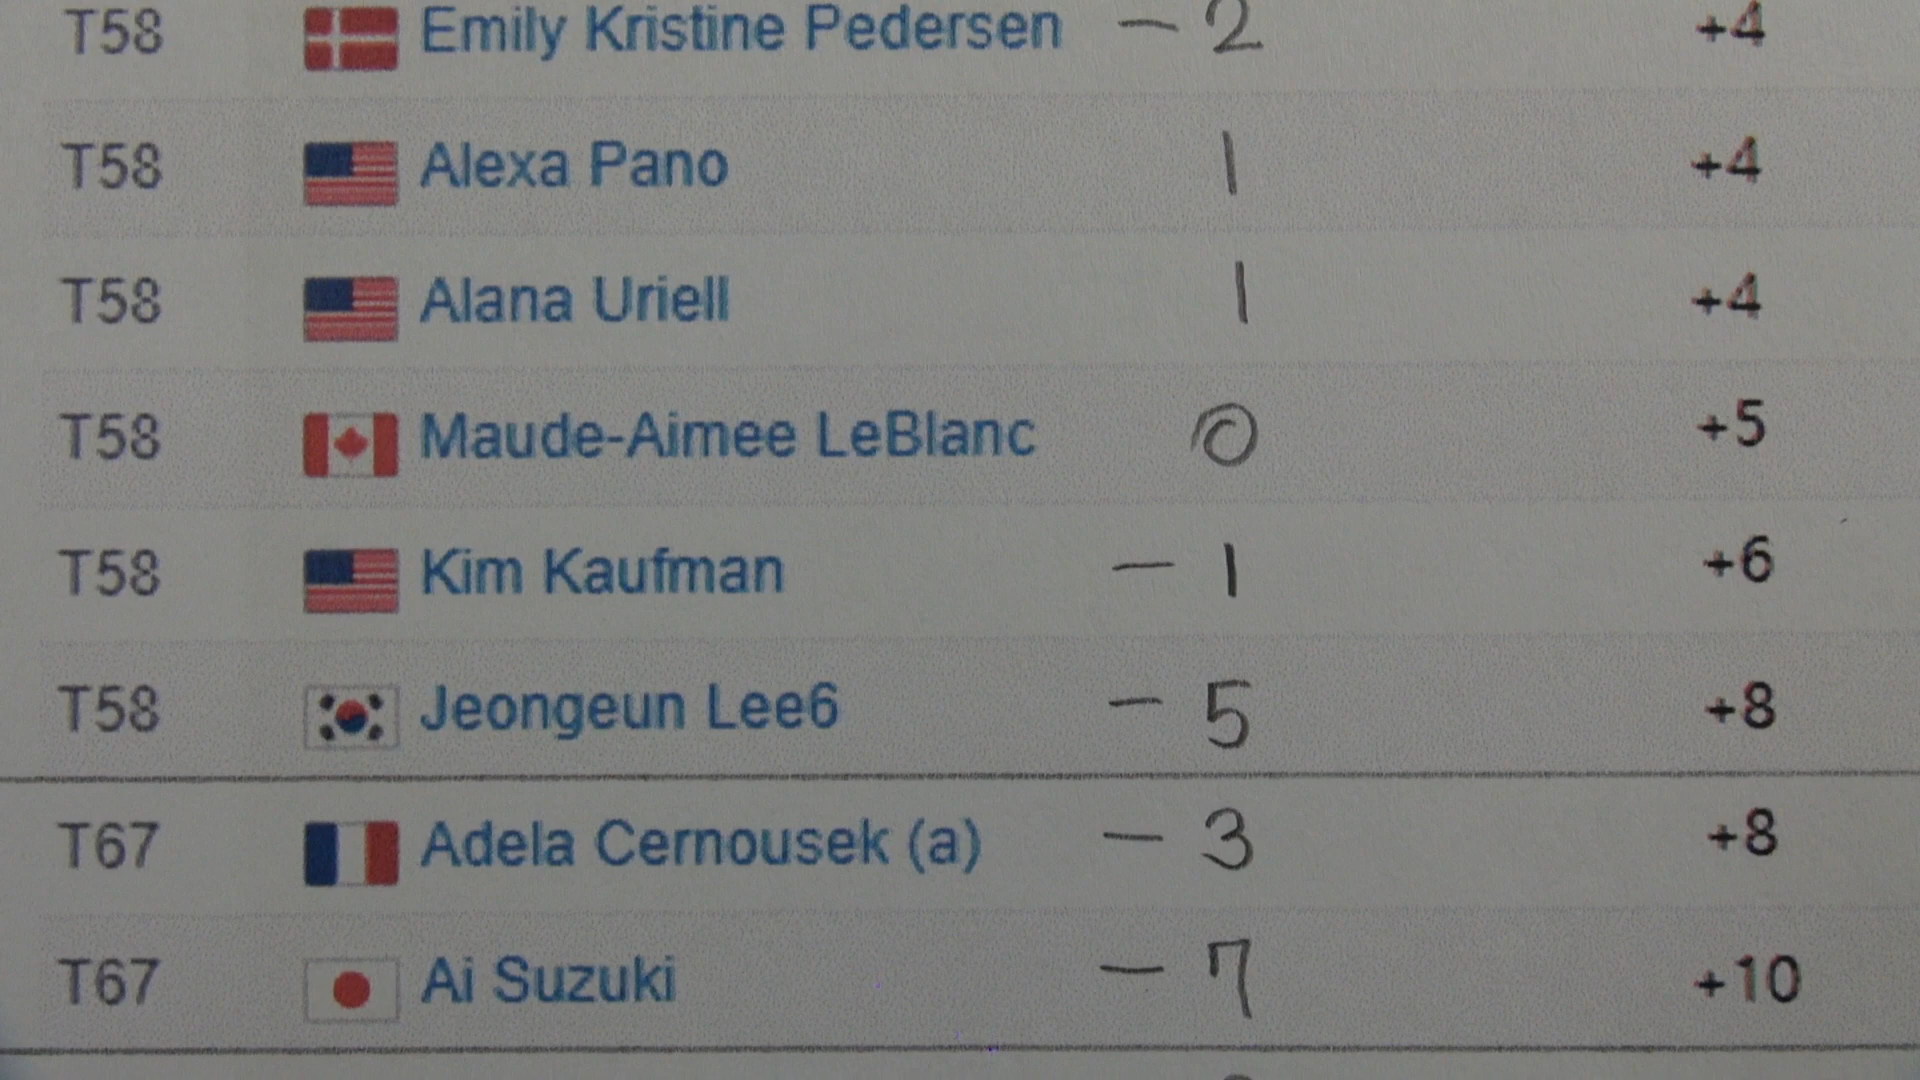 T58 Emily Kristine Pedersen - 2 +4
T58 Alexa Pano 1 +4
T58 Alana Uriell 1 +4
T58 Maude-Aimee LeBlanc 0 +5
T58 Kim Kaufman - 1 +6
T58 Jeongeun Lee6 - 5 +8
T67 Adela Cernousek (a) - 3 +8
T67 Ai Suzuki - 7 +10